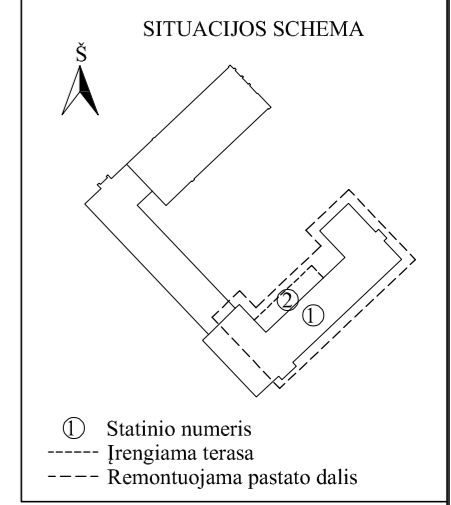 SITUACIJOS SCHEMA
Š
2
1
1 Statinio numeris
Įrengiama terasa
Remontuojama pastato dalis